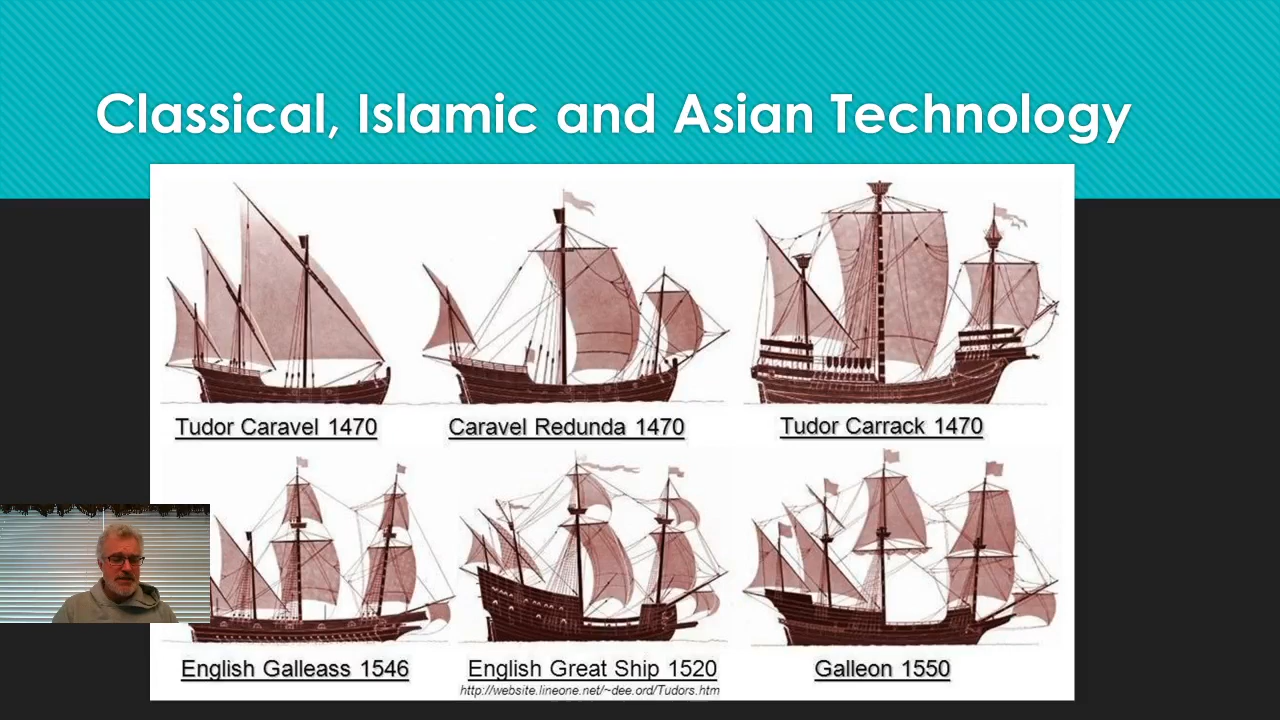 Classical, Islamic and Asian Technology
Tudor Caravel 1470
Caravel Redunda 1470
Tudor Carrack 1470
English Galleass 1546
English Great Ship 1520
Galleon 1550
http://website.lineone.net/~dee.ord/Tudors.htm